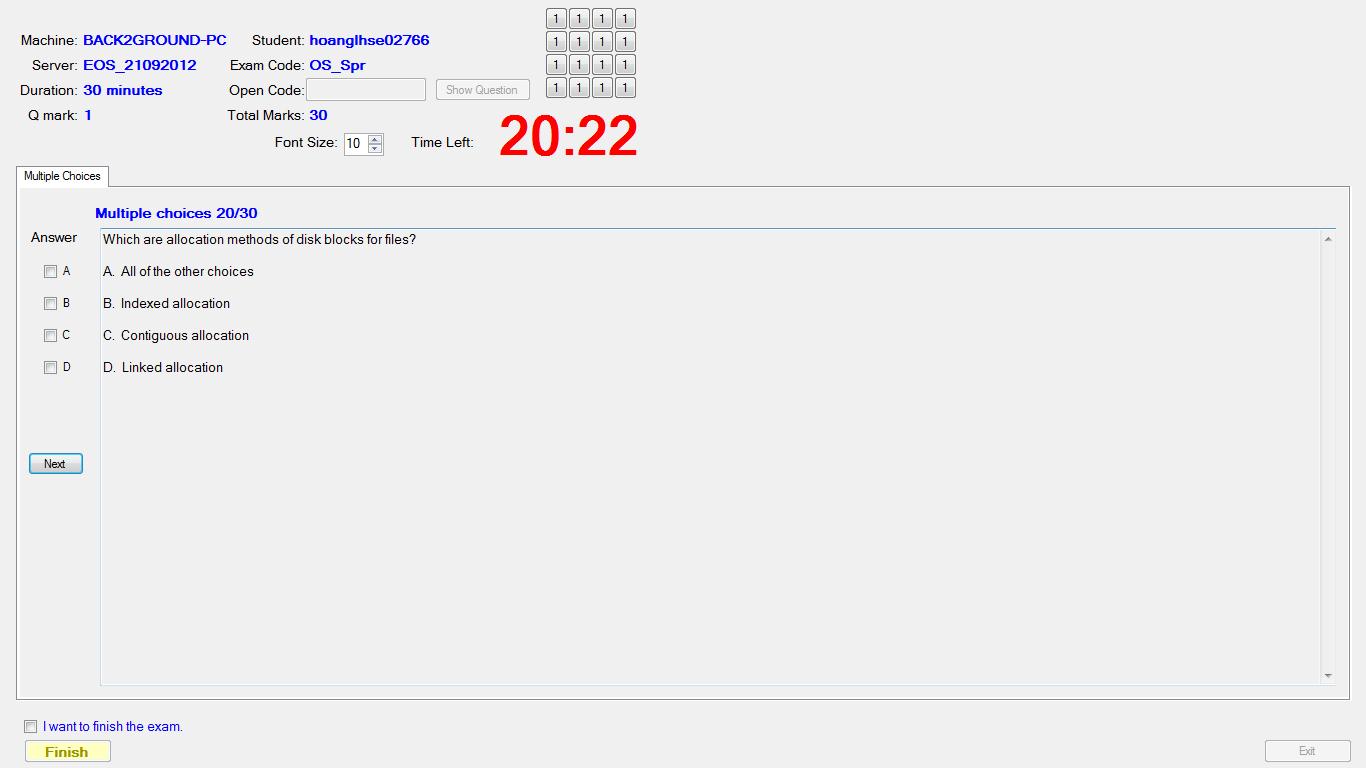 Machine: BACK2GROUND-PC Student: hoanglhse02766
Server: EOS_21092012 Exam Code: OS_Spr
Duration: 30 minutes Open Code: Show Question
Q mark: 1 Total Marks: 30
Font Size: 10 Time Left: 20:22
1 1 1 1
1 1 1 1
1 1 1 1
1 1 1 1
Multiple Choices
Multiple choices 20/30
Answer
Which are allocation methods of disk blocks for files?
A A. All of the other choices
B B. Indexed allocation
C C. Contiguous allocation
D D. Linked allocation
Next
I want to finish the exam.
Finish
Exit